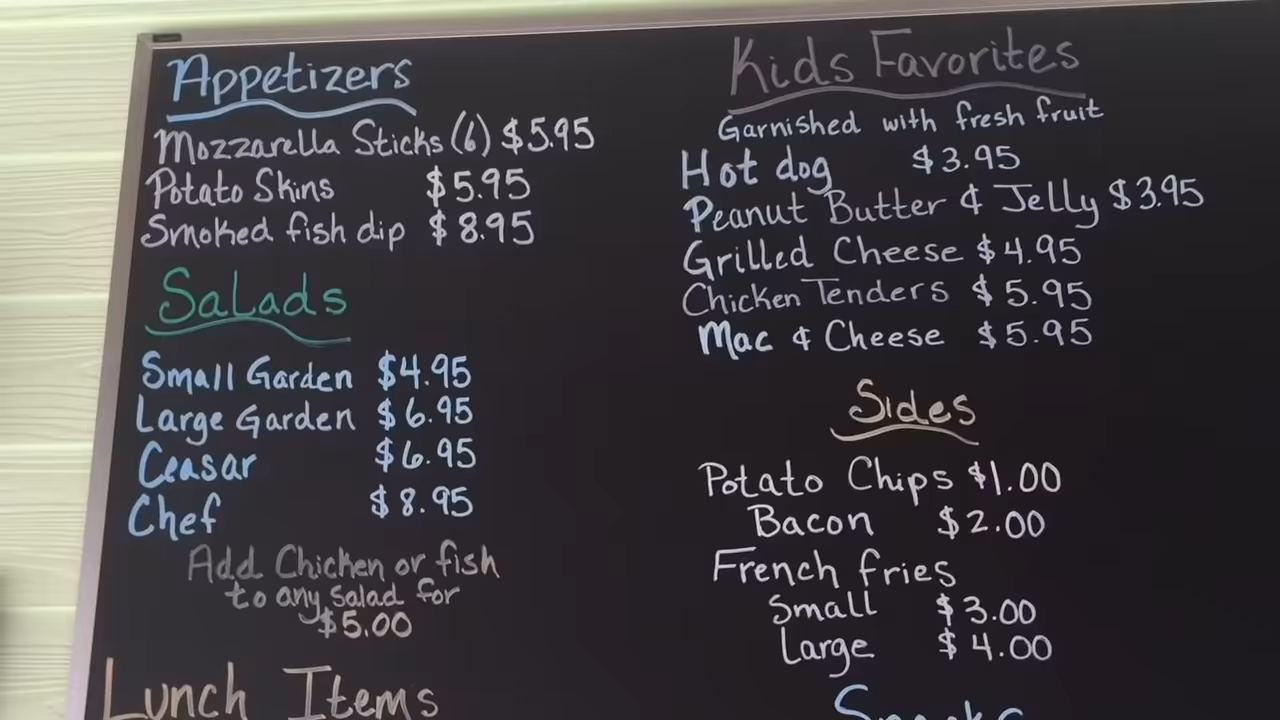 Appetizers
Mozzarella Sticks (6) $5.95
Potato Skins $5.95
Smoked fish dip $8.95
Salads
Small Garden $4.95
Large Garden $6.95
Ceasar $6.95
Chef $8.95
Add Chicken or fish
to any salad for
$5.00
Lunch Items
Kids Favorites
Garnished with fresh fruit
Hot dog $3.95
Peanut Butter & Jelly $3.95
Grilled Cheese $4.95
Chicken Tenders $5.95
Mac & Cheese $5.95
Sides
Potato Chips $1.00
Bacon $2.00
French fries
Small $3.00
Large $4.00